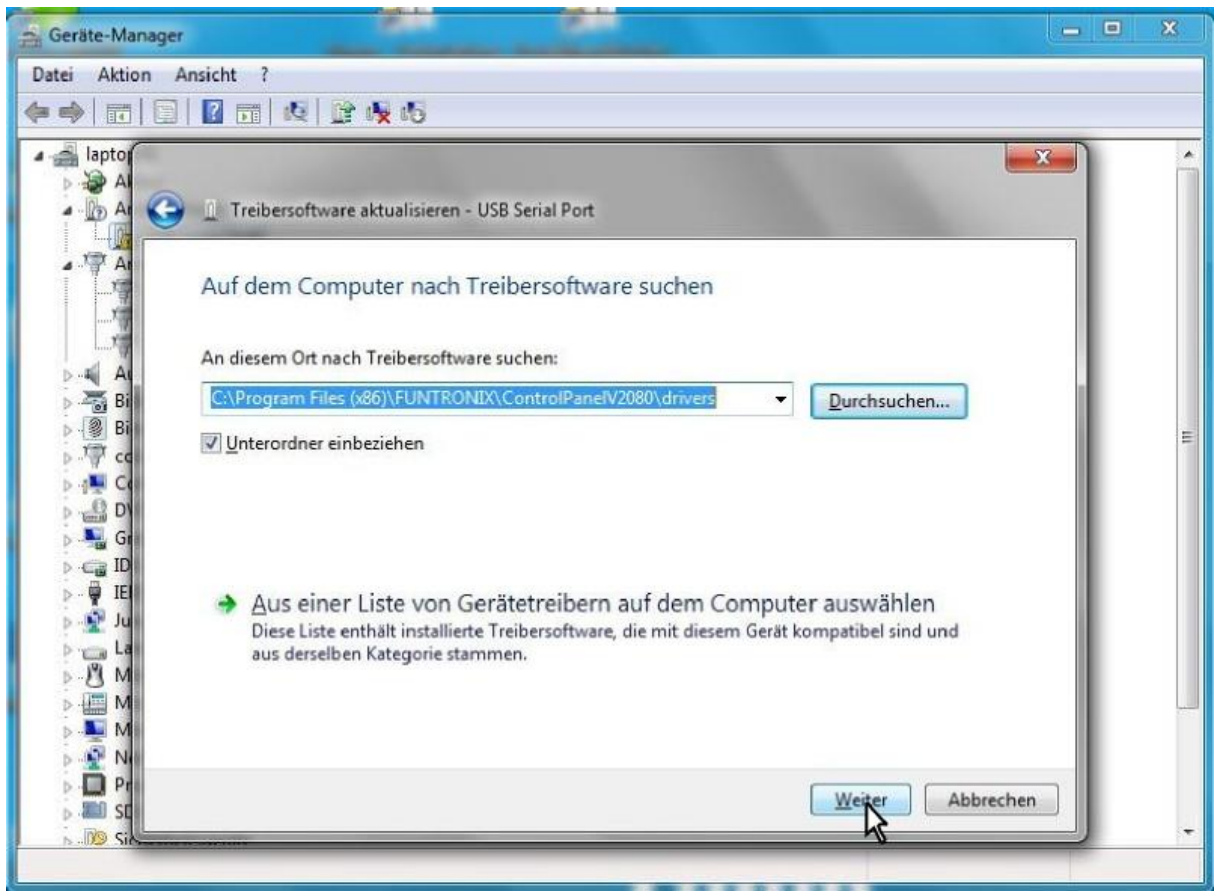 Geräte-Manager
Datei Aktion Ansicht ?
Treibersoftware aktualisieren - USB Serial Port
Auf dem Computer nach Treibersoftware suchen
An diesem Ort nach Treibersoftware suchen:
C:\Program Files (x86)\FUNTRONIX\ControlPanelV2080\drivers
Durchsuchen...
Unterordner einbeziehen
Aus einer Liste von Gerätetreibern auf dem Computer auswählen
Diese Liste enthält installierte Treibersoftware, die mit diesem Gerät kompatibel sind und
aus derselben Kategorie stammen.
Weiter Abbrechen